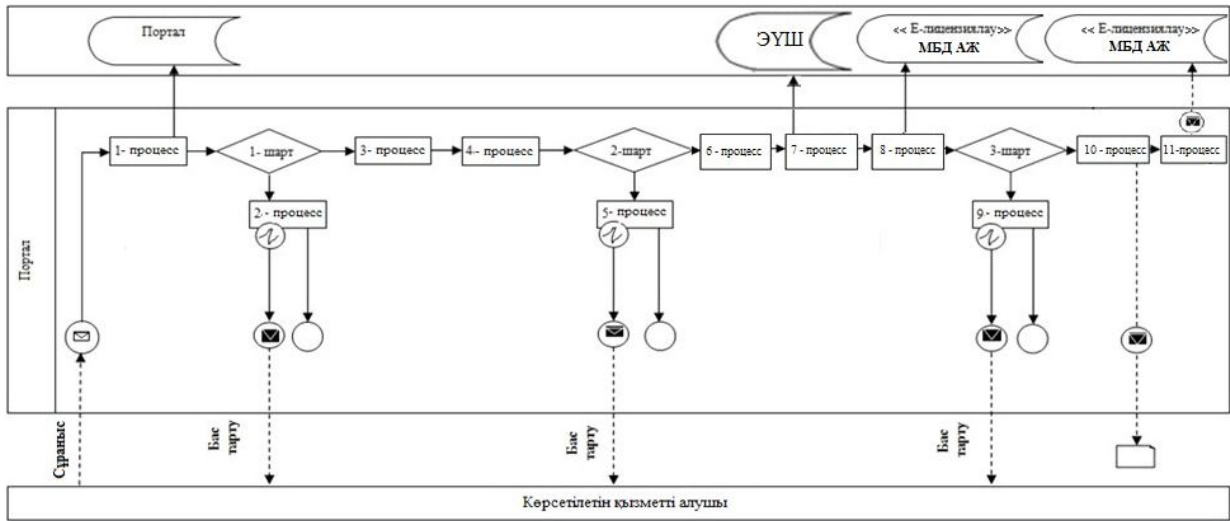 Портал
ЭҮШ
<< Е-лицензиялау>>
МБД АЖ
<< Е-лицензиялау>>
МБД АЖ
Портал
1- процесс
1- шарт
3- процесс
4- процесс
2-шарт
6 - процесс
7 - процесс
8 - процесс
3-шарт
10 - процесс
11-процесс
2 - процесс
5- процесс
9 - процесс
Сұраныс
Бас
тарту
Бас
тарту
Бас
тарту
Көрсетілетін қызметті алушы